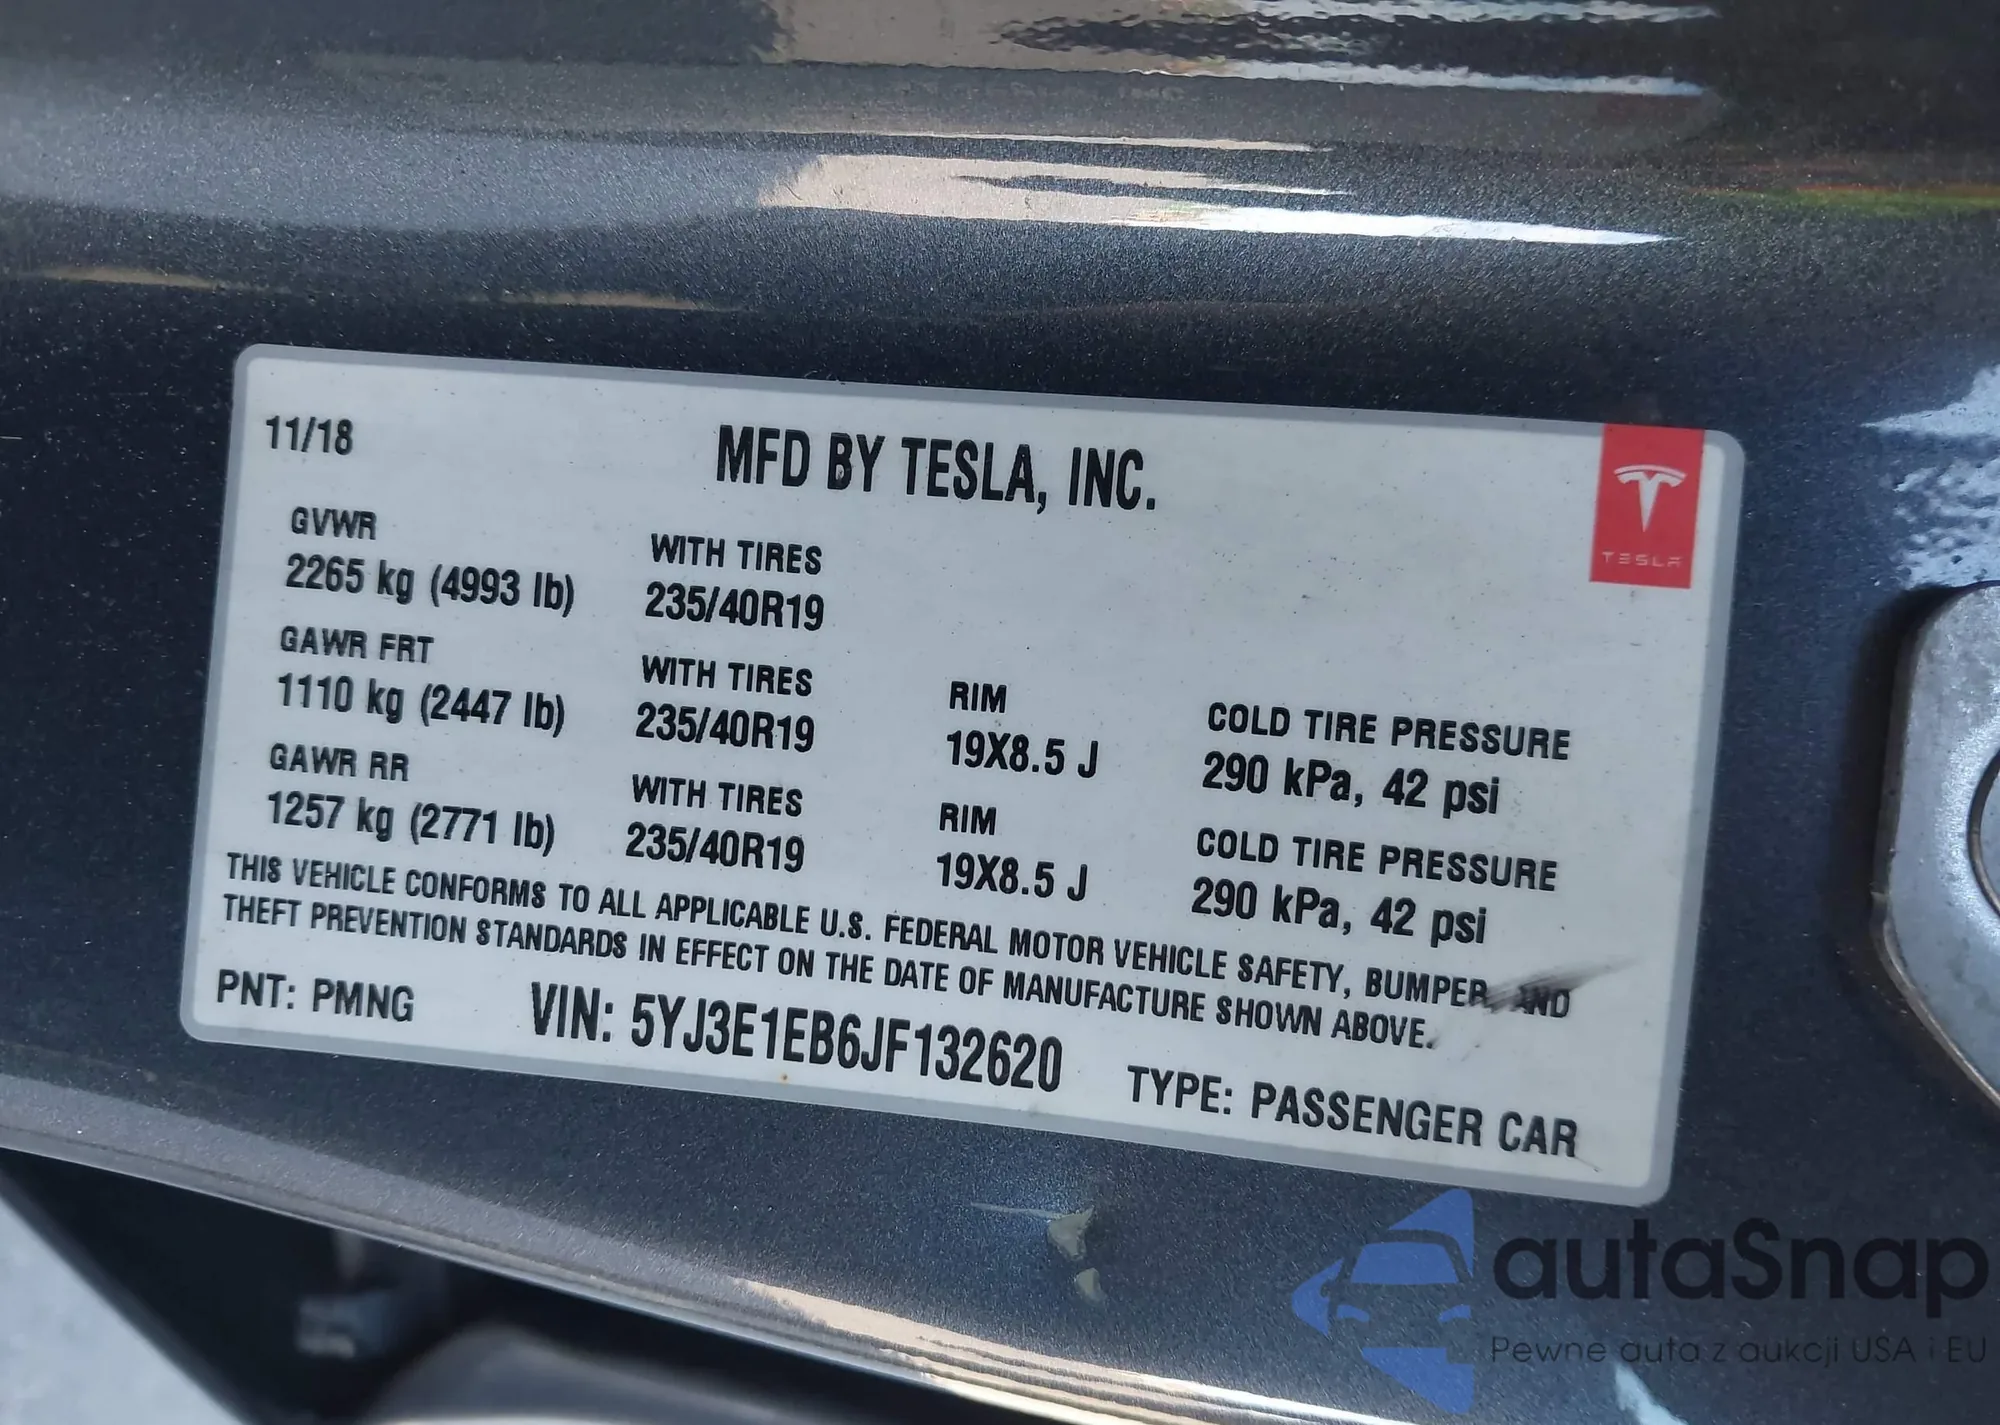 11/18
MFD BY TESLA, INC.
TESLA
GVWR
2265 kg (4993 lb)
WITH TIRES
235/40R19
GAWR FRT
1110 kg (2447 lb)
WITH TIRES
235/40R19
RIM
19X8.5 J
COLD TIRE PRESSURE
290 kPa, 42 psi
GAWR RR
1257 kg (2771 lb)
WITH TIRES
235/40R19
RIM
19X8.5 J
COLD TIRE PRESSURE
290 kPa, 42 psi
THIS VEHICLE CONFORMS TO ALL APPLICABLE U.S. FEDERAL MOTOR VEHICLE SAFETY, BUMPER, AND
THEFT PREVENTION STANDARDS IN EFFECT ON THE DATE OF MANUFACTURE SHOWN ABOVE.
PNT: PMNG
VIN: 5YJ3E1EB6JF132620
TYPE: PASSENGER CAR
autaSnap
Pewne auta z aukcji USA i EU